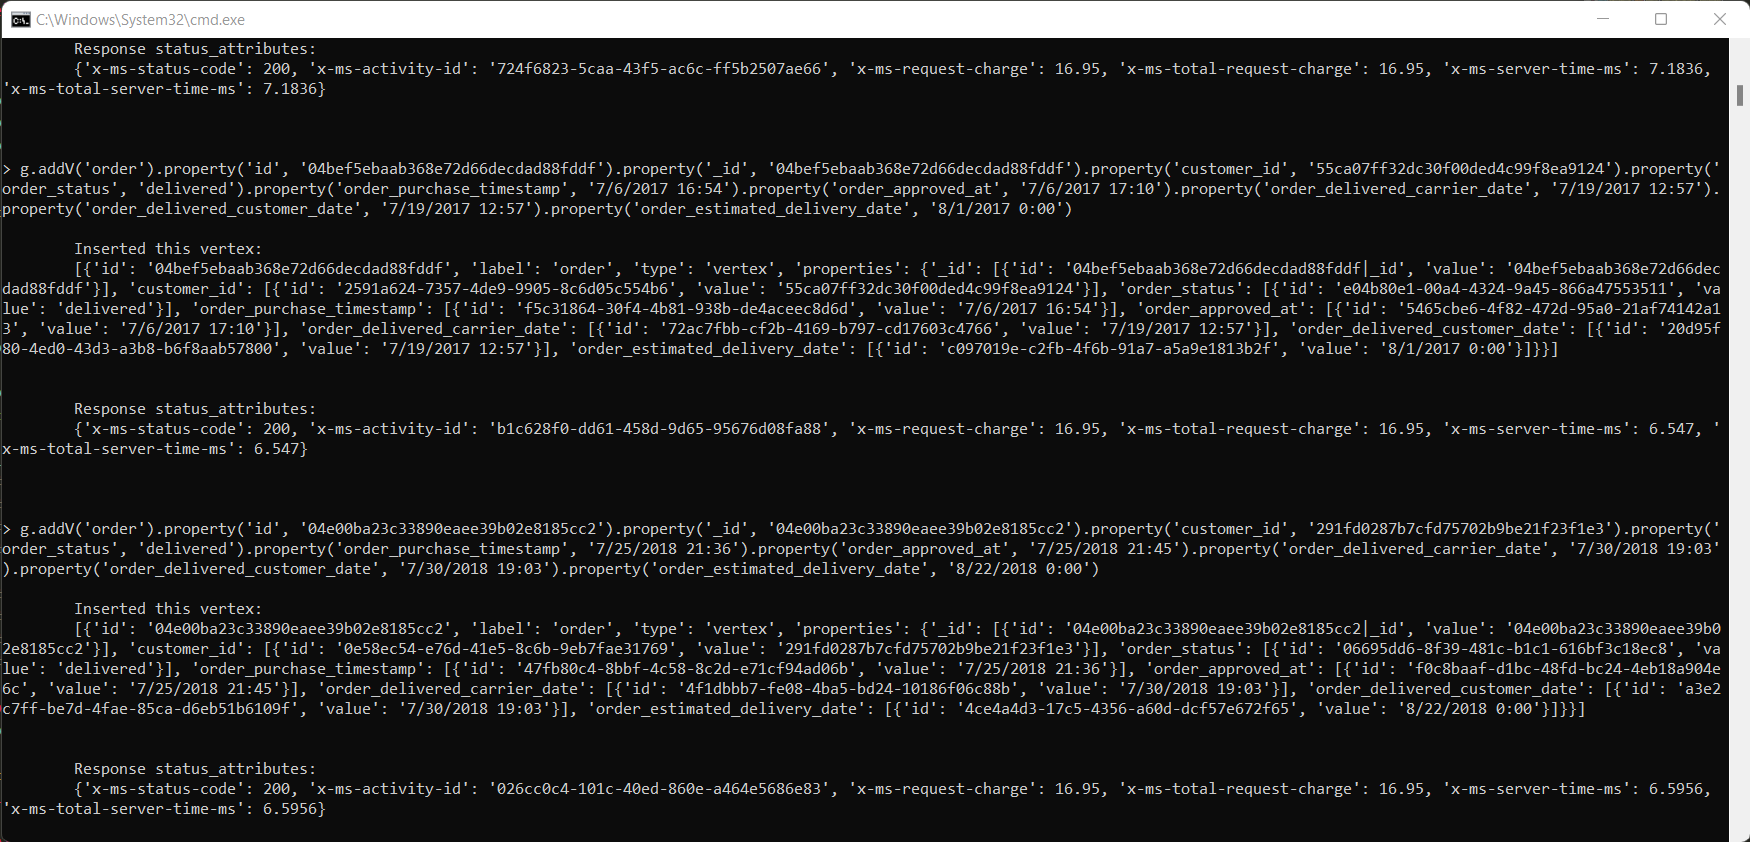 C:\Windows\System32\cmd.exe
Response status_attributes:
{'x-ms-status-code': 200, 'x-ms-activity-id': '724f6823-5caa-43f5-ac6c-ff5b2507ae66', 'x-ms-request-charge': 16.95, 'x-ms-total-request-charge': 16.95, 'x-ms-server-time-ms': 7.1836,
'x-ms-total-server-time-ms': 7.1836}
> g.addV('order').property('id', '04bef5ebaab368e72d66decdad88fddf').property('_id', '04bef5ebaab368e72d66decdad88fddf').property('customer_id', '55ca07ff32dc30f00ded4c99f8ea9124').property('
order_status', 'delivered').property('order_purchase_timestamp', '7/6/2017 16:54').property('order_approved_at', '7/6/2017 17:10').property('order_delivered_carrier_date', '7/19/2017 12:57').
property('order_delivered_customer_date', '7/19/2017 12:57').property('order_estimated_delivery_date', '8/1/2017 0:00')
Inserted this vertex:
[{'id': '04bef5ebaab368e72d66decdad88fddf', 'label': 'order', 'type': 'vertex', 'properties': {'_id': [{'id': '04bef5ebaab368e72d66decdad88fddf|_id', 'value': '04bef5ebaab368e72d66dec
dad88fddf'}], 'customer_id': [{'id': '2591a624-7357-4de9-9905-8c6d05c554b6', 'value': '55ca07ff32dc30f00ded4c99f8ea9124'}], 'order_status': [{'id': 'e04b80e1-00a4-4324-9a45-866a47553511', 'va
lue': 'delivered'}], 'order_purchase_timestamp': [{'id': 'f5c31864-30f4-4b81-938b-de4aceec8d6d', 'value': '7/6/2017 16:54'}], 'order_approved_at': [{'id': '5465cbe6-4f82-472d-95a0-21af74142a1
3', 'value': '7/6/2017 17:10'}], 'order_delivered_carrier_date': [{'id': '72ac7fbb-cf2b-4169-b797-cd17603c4766', 'value': '7/19/2017 12:57'}], 'order_delivered_customer_date': [{'id': '20d95f
80-4ed0-43d3-a3b8-b6f8aab57800', 'value': '7/19/2017 12:57'}], 'order_estimated_delivery_date': [{'id': 'c097019e-c2fb-4f6b-91a7-a5a9e1813b2f', 'value': '8/1/2017 0:00'}]}}]
Response status_attributes:
{'x-ms-status-code': 200, 'x-ms-activity-id': 'b1c628f0-dd61-458d-9d65-95676d08fa88', 'x-ms-request-charge': 16.95, 'x-ms-total-request-charge': 16.95, 'x-ms-server-time-ms': 6.547, '
x-ms-total-server-time-ms': 6.547}
> g.addV('order').property('id', '04e00ba23c33890eaee39b02e8185cc2').property('_id', '04e00ba23c33890eaee39b02e8185cc2').property('customer_id', '291fd0287b7cfd75702b9be21f23f1e3').property('
order_status', 'delivered').property('order_purchase_timestamp', '7/25/2018 21:36').property('order_approved_at', '7/25/2018 21:45').property('order_delivered_carrier_date', '7/30/2018 19:03'
).property('order_delivered_customer_date', '7/30/2018 19:03').property('order_estimated_delivery_date', '8/22/2018 0:00')
Inserted this vertex:
[{'id': '04e00ba23c33890eaee39b02e8185cc2', 'label': 'order', 'type': 'vertex', 'properties': {'_id': [{'id': '04e00ba23c33890eaee39b02e8185cc2|_id', 'value': '04e00ba23c33890eaee39b0
2e8185cc2'}], 'customer_id': [{'id': '0e58ec54-e76d-41e5-8c6b-9eb7fae31769', 'value': '291fd0287b7cfd75702b9be21f23f1e3'}], 'order_status': [{'id': '06695dd6-8f39-481c-b1c1-616bf3c18ec8', 'va
lue': 'delivered'}], 'order_purchase_timestamp': [{'id': '47fb80c4-8bbf-4c58-8c2d-e71cf94ad06b', 'value': '7/25/2018 21:36'}], 'order_approved_at': [{'id': 'f0c8baaf-d1bc-48fd-bc24-4eb18a904e
6c', 'value': '7/25/2018 21:45'}], 'order_delivered_carrier_date': [{'id': '4f1dbbb7-fe08-4ba5-bd24-10186f06c88b', 'value': '7/30/2018 19:03'}], 'order_delivered_customer_date': [{'id': 'a3e2
c7ff-be7d-4fae-85ca-d6eb51b6109f', 'value': '7/30/2018 19:03'}], 'order_estimated_delivery_date': [{'id': '4ce4a4d3-17c5-4356-a60d-dcf57e672f65', 'value': '8/22/2018 0:00'}]}}]
Response status_attributes:
{'x-ms-status-code': 200, 'x-ms-activity-id': '026cc0c4-101c-40ed-860e-a464e5686e83', 'x-ms-request-charge': 16.95, 'x-ms-total-request-charge': 16.95, 'x-ms-server-time-ms': 6.5956,
'x-ms-total-server-time-ms': 6.5956}